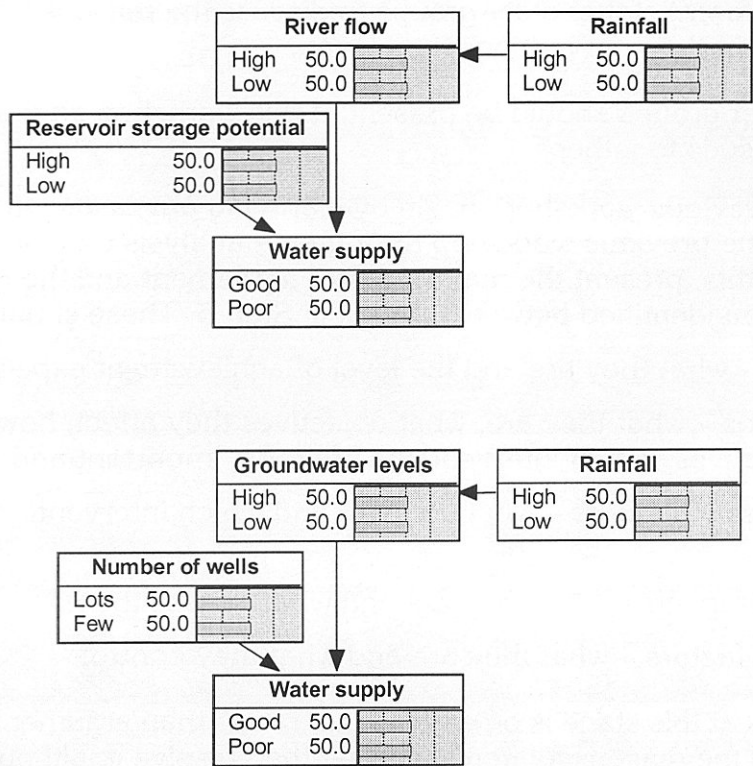 River flow
High 50.0
Low 50.0
Rainfall
High 50.0
Low 50.0
Reservoir storage potential
High 50.0
Low 50.0
Water supply
Good 50.0
Poor 50.0
Groundwater levels
High 50.0
Low 50.0
Rainfall
High 50.0
Low 50.0
Number of wells
Lots 50.0
Few 50.0
Water supply
Good 50.0
Poor 50.0